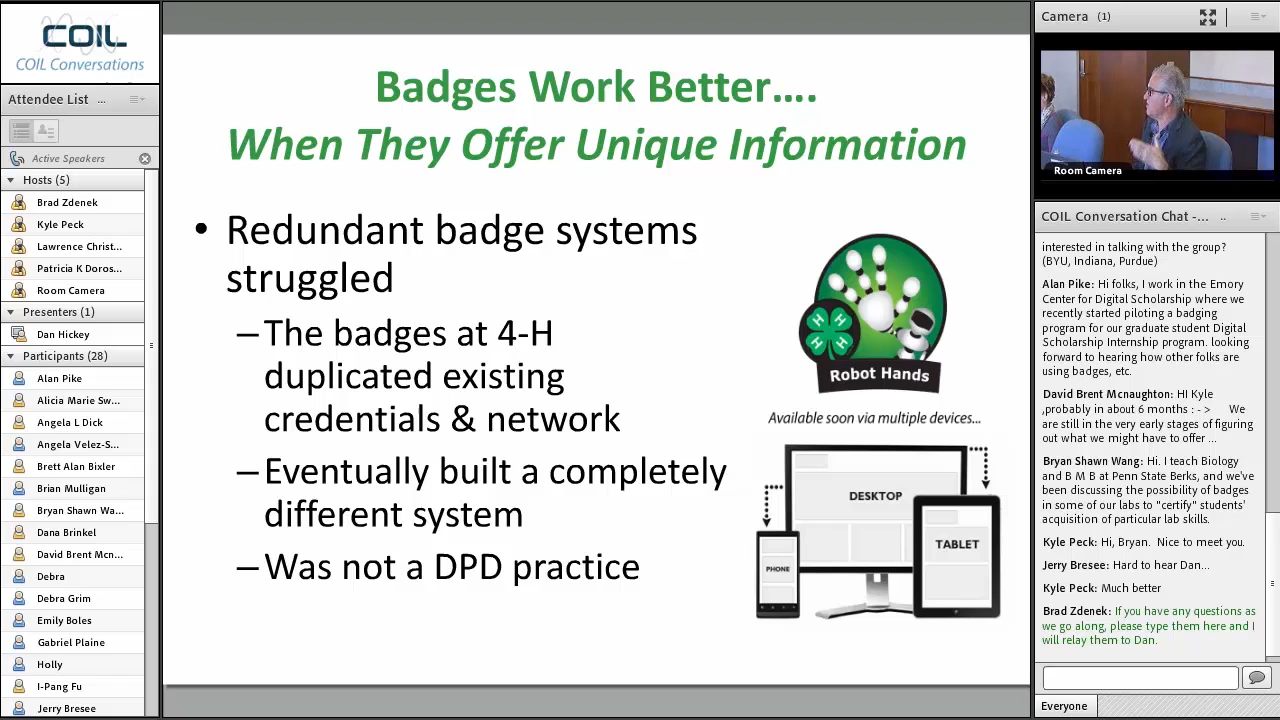 COIL
COIL Conversations
Attendee List ...
Active Speakers
Hosts (5)
Brad Zdenek
Kyle Peck
Lawrence Christ...
Patricia K Doros...
Room Camera
Presenters (1)
Dan Hickey
Participants (28)
Alan Pike
Alicia Marie Sw...
Angela L Dick
Angela Velez-S...
Brett Alan Bixler
Brian Mulligan
Bryan Shawn Wa...
Dana Brinkel
David Brent Mcn...
Debra
Debra Grim
Emily Boles
Gabriel Plaine
Holly
I-Pang Fu
Jerry Bresee
Badges Work Better....
When They Offer Unique Information
• Redundant badge systems
struggled
–The badges at 4-H
duplicated existing
credentials & network
–Eventually built a completely
different system
–Was not a DPD practice
H H
H H
Robot Hands
Available soon via multiple devices...
DESKTOP
TABLET
PHONE
Camera (1)
Room Camera
COIL Conversation Chat -... ..
interested in talking with the group?
(BYU, Indiana, Purdue)
Alan Pike: Hi folks, I work in the Emory
Center for Digital Scholarship where we
recently started piloting a badging
program for our graduate student Digital
Scholarship Internship program. looking
forward to hearing how other folks are
using badges, etc.
David Brent Mcnaughton: HI Kyle
,probably in about 6 months : - > We
are still in the very early stages of figuring
out what we might have to offer ...
Bryan Shawn Wang: Hi. I teach Biology
and B M B at Penn State Berks, and we've
been discussing the possibility of badges
in some of our labs to "certify" students'
acquisition of particular lab skills.
Kyle Peck: Hi, Bryan. Nice to meet you.
Jerry Bresee: Hard to hear Dan...
Kyle Peck: Much better
Brad Zdenek: If you have any questions as
we go along, please type them here and I
will relay them to Dan.
Everyone